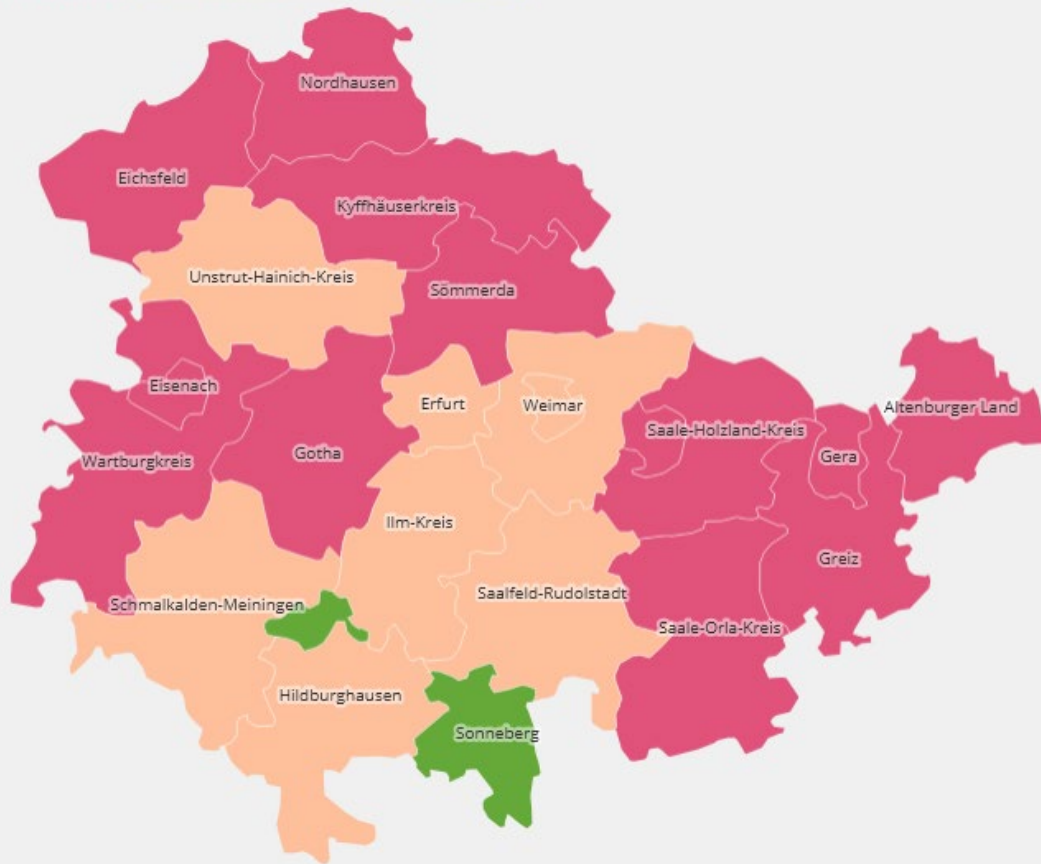 Nordhausen
Eichsfeld
Kyffhäuserkreis
Unstrut-Hainich-Kreis
Sömmerda
Eisenach
Erfurt
Weimar
Altenburger Land
Saale-Holzland-Kreis
Gotha
Gera
Wartburgkreis
Ilm-Kreis
Greiz
Saalfeld-Rudolstadt
Schmalkalden-Meiningen
Saale-Orla-Kreis
Hildburghausen
Sonneberg